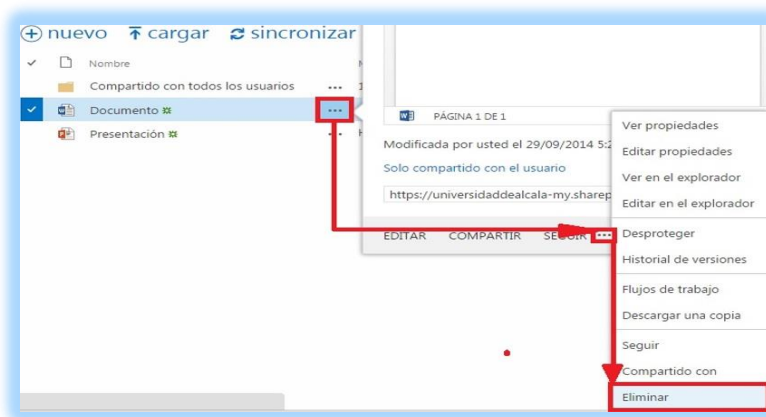 nuevo cargar sincronizar
Nombre
Compartido con todos los usuarios ...
Documento ...
Presentación ...
PÁGINA 1 DE 1
Modificada por usted el 29/09/2014 5:2
Solo compartido con el usuario
https://universidaddealcala-my.sharep
EDITAR COMPARTIR SEGUIR ...
Ver propiedades
Editar propiedades
Ver en el explorador
Editar en el explorador
Desproteger
Historial de versiones
Flujos de trabajo
Descargar una copia
Seguir
Compartido con
Eliminar